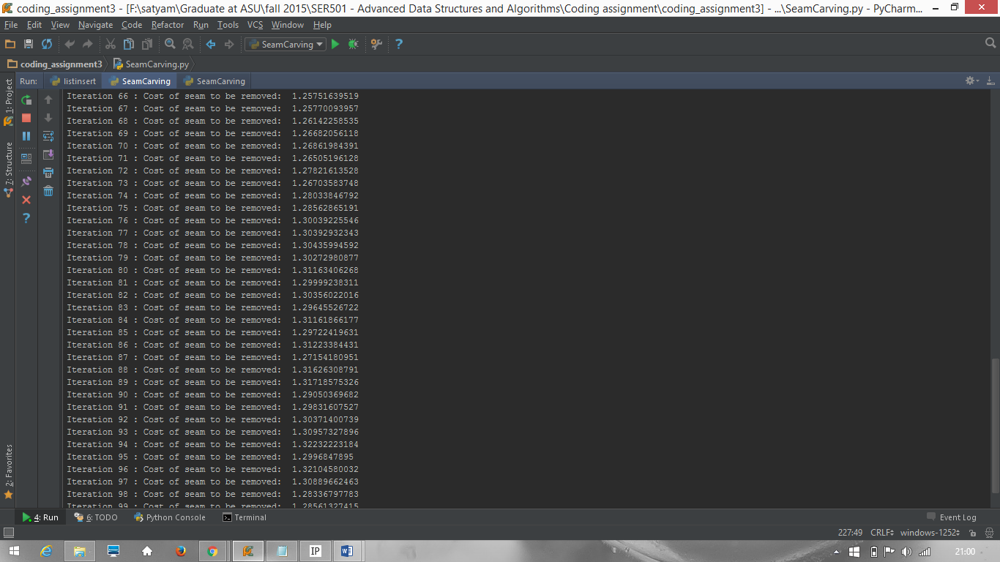 coding_assignment3 - [F:\satyam\Graduate at ASU\fall 2015\SER501 - Advanced Data Structures and Algorithms\Coding assignment\coding_assignment3] - ...\SeamCarving.py - PyCharm...
File Edit View Navigate Code Refactor Run Tools VCS Window Help
SeamCarving
coding_assignment3 SeamCarving.py
Run: listinsert SeamCarving SeamCarving
1: Project
7: Structure
2: Favorites
Iteration 66 : Cost of seam to be removed: 1.25751639519
Iteration 67 : Cost of seam to be removed: 1.25770093957
Iteration 68 : Cost of seam to be removed: 1.26142258535
Iteration 69 : Cost of seam to be removed: 1.26682056118
Iteration 70 : Cost of seam to be removed: 1.26861984391
Iteration 71 : Cost of seam to be removed: 1.26505196128
Iteration 72 : Cost of seam to be removed: 1.27821613528
Iteration 73 : Cost of seam to be removed: 1.26703583748
Iteration 74 : Cost of seam to be removed: 1.28033846792
Iteration 75 : Cost of seam to be removed: 1.28562865191
Iteration 76 : Cost of seam to be removed: 1.30039225546
Iteration 77 : Cost of seam to be removed: 1.30392932343
Iteration 78 : Cost of seam to be removed: 1.30435994592
Iteration 79 : Cost of seam to be removed: 1.30272980877
Iteration 80 : Cost of seam to be removed: 1.31163406268
Iteration 81 : Cost of seam to be removed: 1.29999238311
Iteration 82 : Cost of seam to be removed: 1.30356022016
Iteration 83 : Cost of seam to be removed: 1.29645526722
Iteration 84 : Cost of seam to be removed: 1.31161866177
Iteration 85 : Cost of seam to be removed: 1.29722419631
Iteration 86 : Cost of seam to be removed: 1.31223384431
Iteration 87 : Cost of seam to be removed: 1.27154180951
Iteration 88 : Cost of seam to be removed: 1.31626308791
Iteration 89 : Cost of seam to be removed: 1.31718575326
Iteration 90 : Cost of seam to be removed: 1.29050369682
Iteration 91 : Cost of seam to be removed: 1.29831607527
Iteration 92 : Cost of seam to be removed: 1.30371400739
Iteration 93 : Cost of seam to be removed: 1.30957327896
Iteration 94 : Cost of seam to be removed: 1.32232223184
Iteration 95 : Cost of seam to be removed: 1.2996847895
Iteration 96 : Cost of seam to be removed: 1.32104580032
Iteration 97 : Cost of seam to be removed: 1.30889662463
Iteration 98 : Cost of seam to be removed: 1.28336797783
Iteration 99 : Cost of seam to be removed: 1.28561327415
4: Run 6: TODO Python Console Terminal Event Log
227:49 CRLF windows-1252
IP 21:00